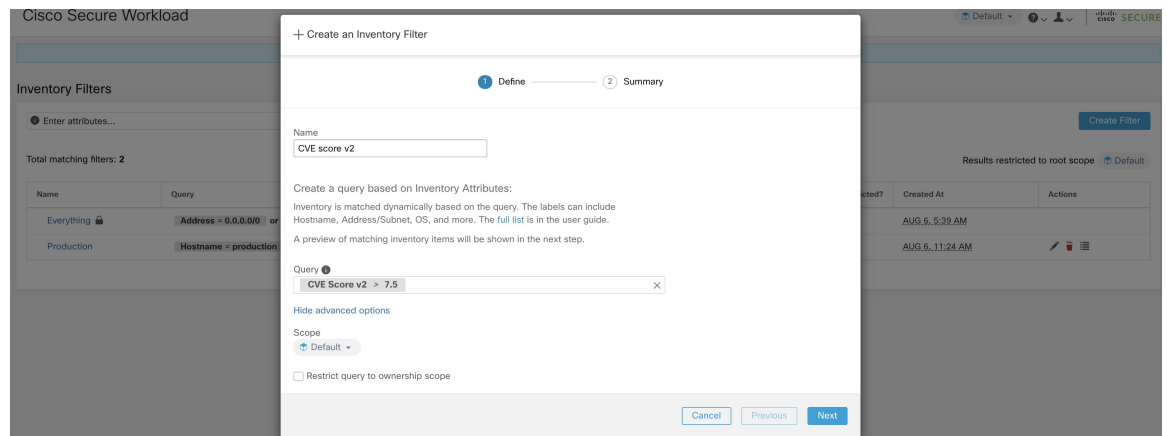 Cisco Secure Workload
Default
CISCO SECURE
+ Create an Inventory Filter
1 Define
2 Summary
Inventory Filters
Enter attributes...
Create Filter
Total matching filters: 2
Results restricted to root scope Default
Name
Query
cted?
Created At
Actions
Everything
Address = 0.0.0.0/0 or
AUG 6, 5:39 AM
Production
Hostname = production
AUG 6, 11:24 AM
Name
CVE score v2
Create a query based on Inventory Attributes:
Inventory is matched dynamically based on the query. The labels can include
Hostname, Address/Subnet, OS, and more. The full list is in the user guide.
A preview of matching inventory items will be shown in the next step.
Query
CVE Score v2 > 7.5
Hide advanced options
Scope
Default
Restrict query to ownership scope
Cancel
Previous
Next